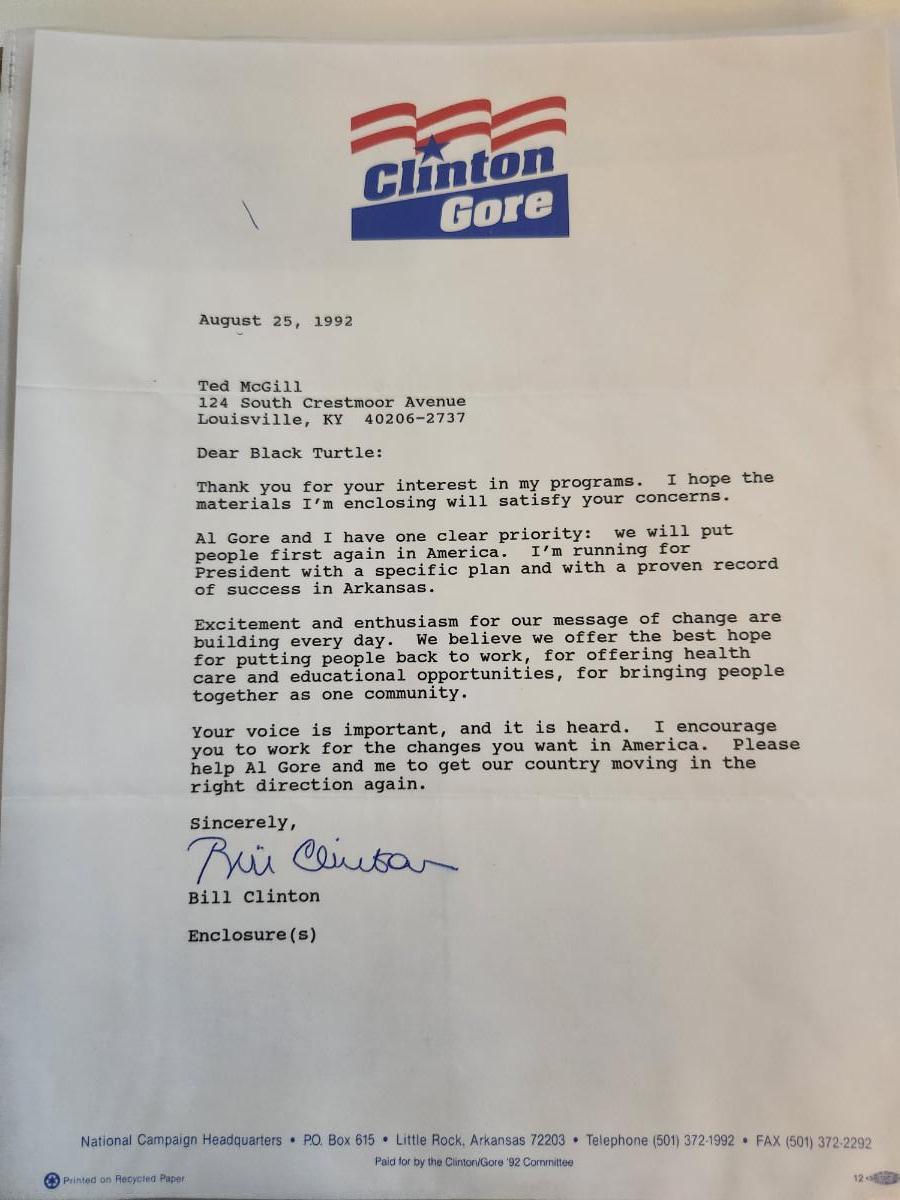 Clinton
Gore
August 25, 1992
Ted McGill
124 South Crestmoor Avenue
Louisville, KY  40206-2737
Dear Black Turtle:
Thank you for your interest in my programs.  I hope the
materials I'm enclosing will satisfy your concerns.
Al Gore and I have one clear priority:  we will put
people first again in America.  I'm running for
President with a specific plan and with a proven record
of success in Arkansas.
Excitement and enthusiasm for our message of change are
building every day.  We believe we offer the best hope
for putting people back to work, for offering health
care and educational opportunities, for bringing people
together as one community.
Your voice is important, and it is heard.  I encourage
you to work for the changes you want in America.  Please
help Al Gore and me to get our country moving in the
right direction again.
Sincerely,
Bill Clinton
Bill Clinton
Enclosure(s)
National Campaign Headquarters • P.O. Box 615 • Little Rock, Arkansas 72203 • Telephone (501) 372-1992 • FAX (501) 372-2292
Paid for by the Clinton/Gore '92 Committee
Printed on Recycled Paper
12